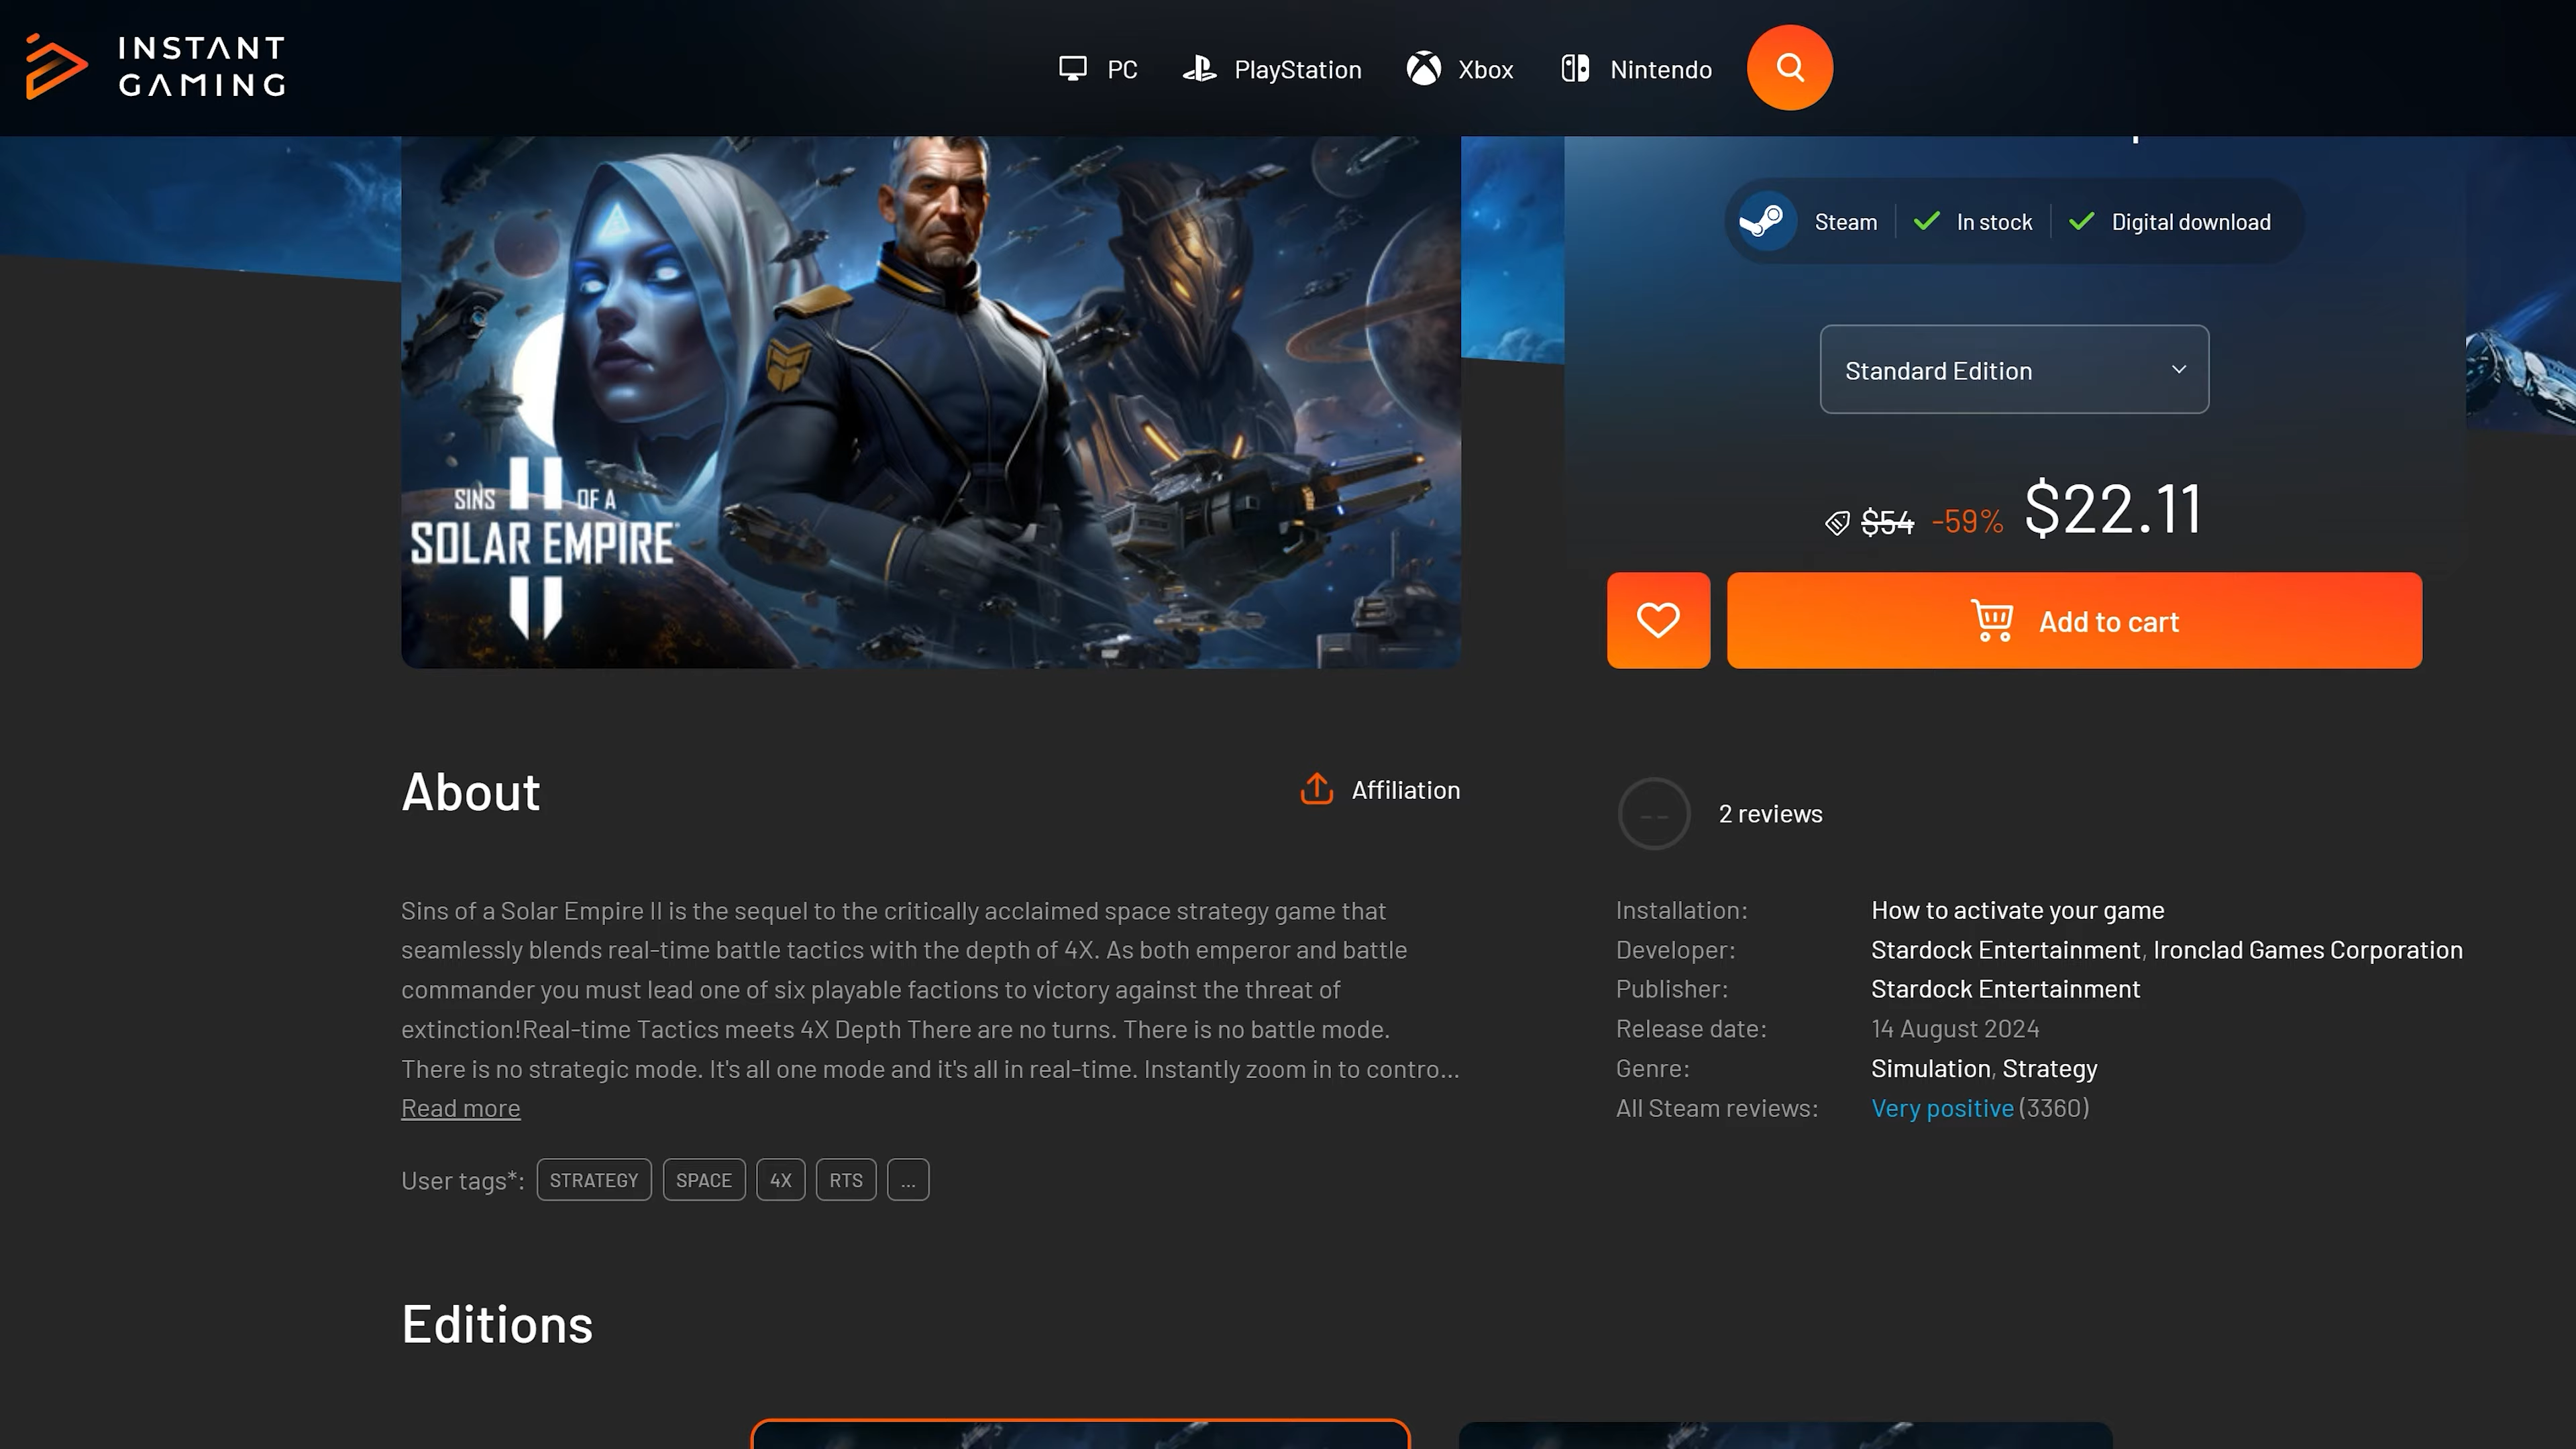 INSTANT
GAMING
PC
PlayStation
Xbox
Nintendo
Steam
In stock
Digital download
Standard Edition
$54 -59% $22.11
Add to cart
SINS II OF A
SOLAR EMPIRE
About
Affiliation
Sins of a Solar Empire II is the sequel to the critically acclaimed space strategy game that
seamlessly blends real-time battle tactics with the depth of 4X. As both emperor and battle
commander you must lead one of six playable factions to victory against the threat of
extinction!Real-time Tactics meets 4X Depth There are no turns. There is no battle mode.
There is no strategic mode. It's all one mode and it's all in real-time. Instantly zoom in to contro...
Read more
User tags*: STRATEGY SPACE 4X RTS ...
-- 2 reviews
Installation: How to activate your game
Developer: Stardock Entertainment, Ironclad Games Corporation
Publisher: Stardock Entertainment
Release date: 14 August 2024
Genre: Simulation, Strategy
All Steam reviews: Very positive (3360)
Editions